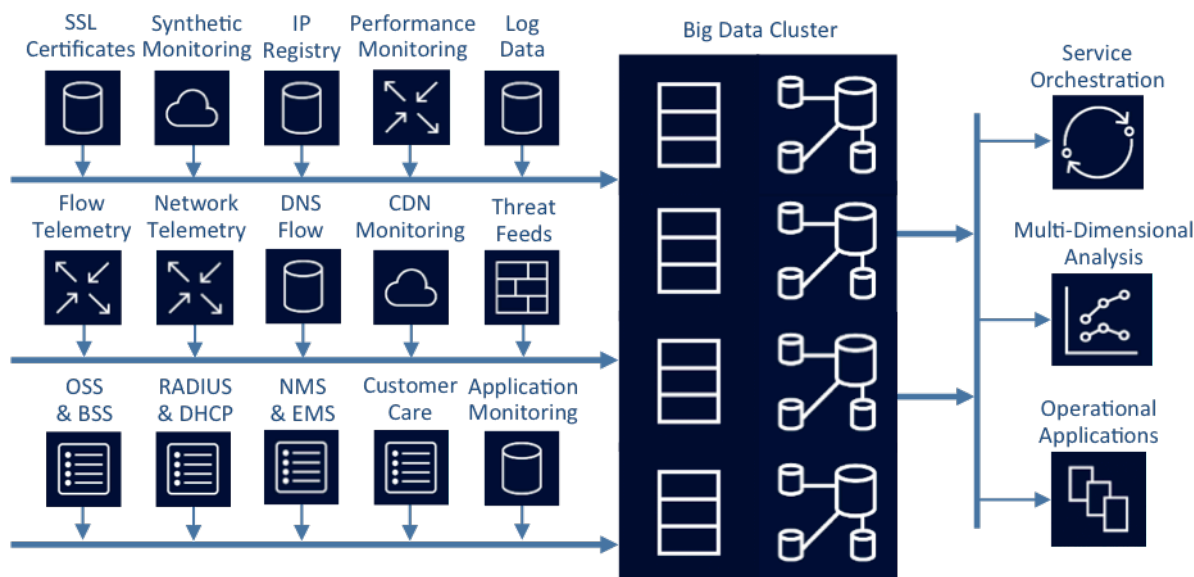 SSL
Certificates
Synthetic
Monitoring
IP
Registry
Performance
Monitoring
Log
Data
Big Data Cluster
Service
Orchestration
Flow
Telemetry
Network
Telemetry
DNS
Flow
CDN
Monitoring
Threat
Feeds
Multi-Dimensional
Analysis
OSS
& BSS
RADIUS
& DHCP
NMS
& EMS
Customer
Care
Application
Monitoring
Operational
Applications